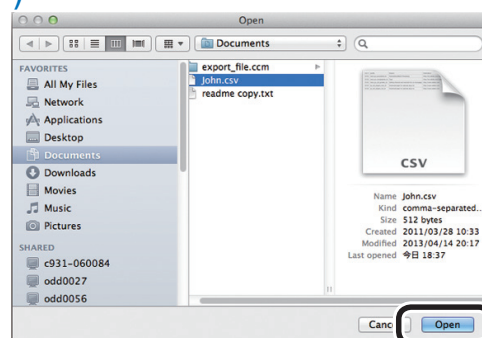 Open
Documents
FAVORITES
All My Files
Network
Applications
Desktop
Documents
Downloads
Movies
Music
Pictures
SHARED
c931-060084
odd0027
odd0056
export_file.ccm
John.csv
readme copy.txt
CSV
Name John.csv
Kind comma-separated...
Size 512 bytes
Created 2011/03/28 10:33
Modified 2013/04/14 20:17
Last opened 今日 18:37
Open